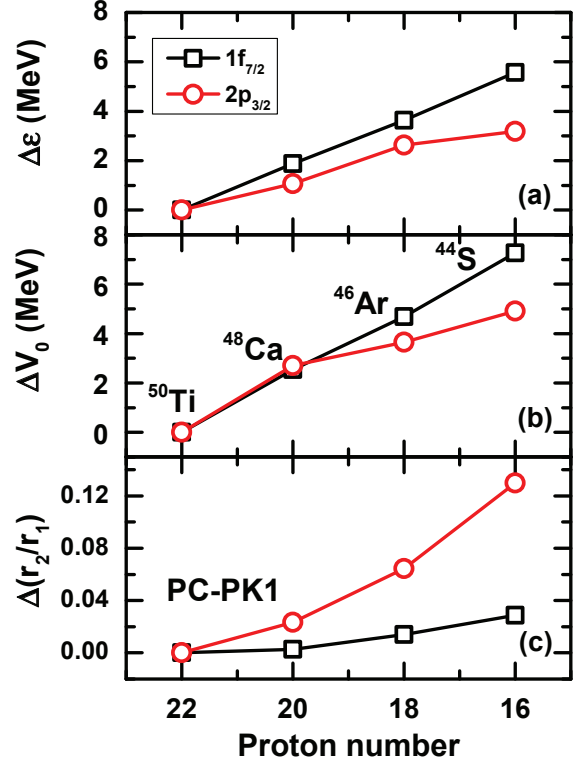 8
6
4
2
0
Δε (MeV)
1f7/2
2p3/2
(a)
8
6
4
2
0
ΔV0 (MeV)
50Ti
48Ca
46Ar
44S
(b)
0.12
0.08
0.04
0.00
Δ(r2/r1)
PC-PK1
(c)
22 20 18 16
Proton number